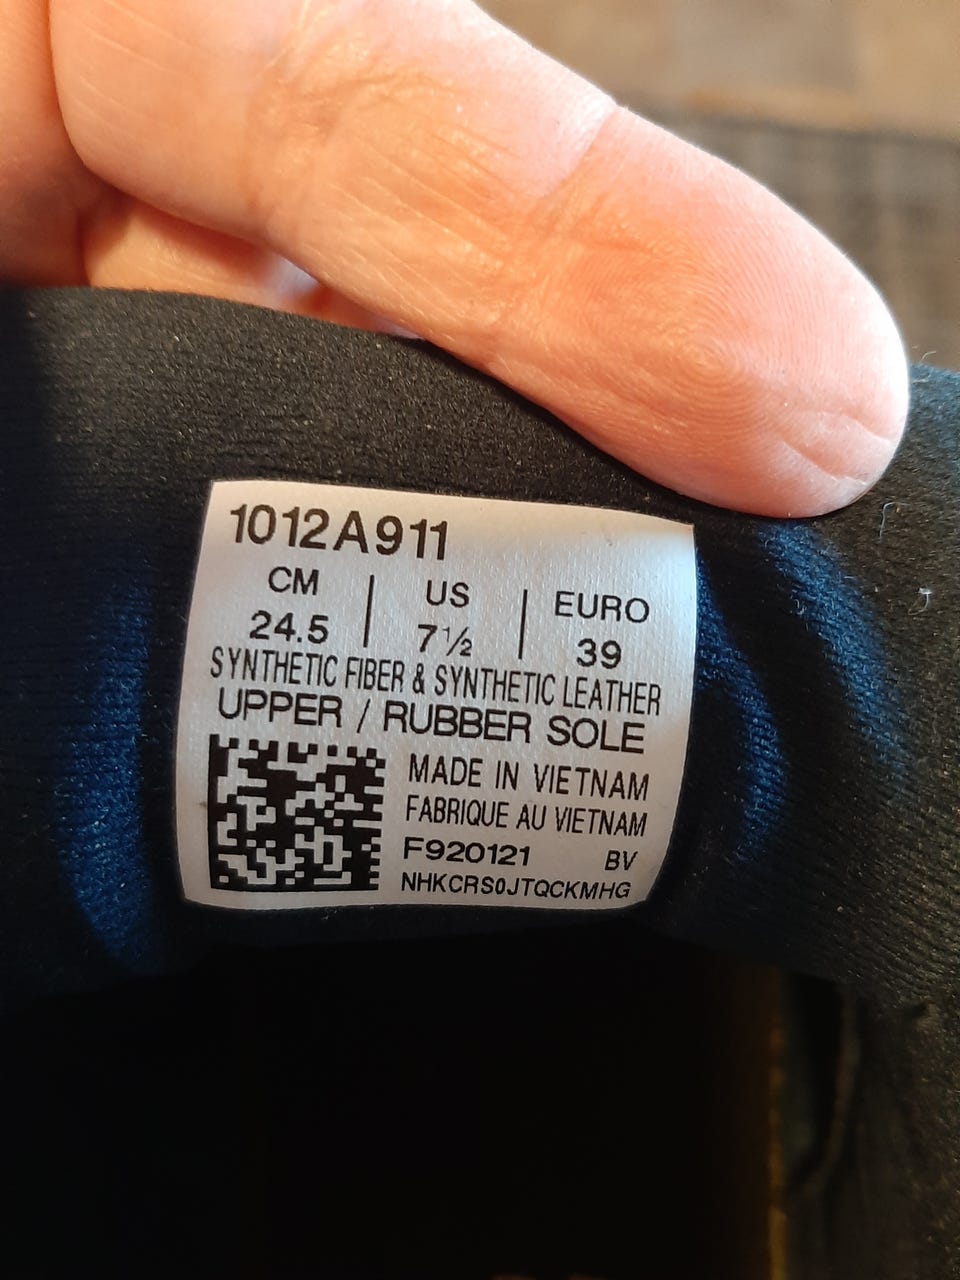 1012A911
CM | US | EURO
24.5 | 7½ | 39
SYNTHETIC FIBER & SYNTHETIC LEATHER
UPPER / RUBBER SOLE
MADE IN VIETNAM
FABRIQUE AU VIETNAM
F920121 BV
NHKCRS0JTQCKMHG